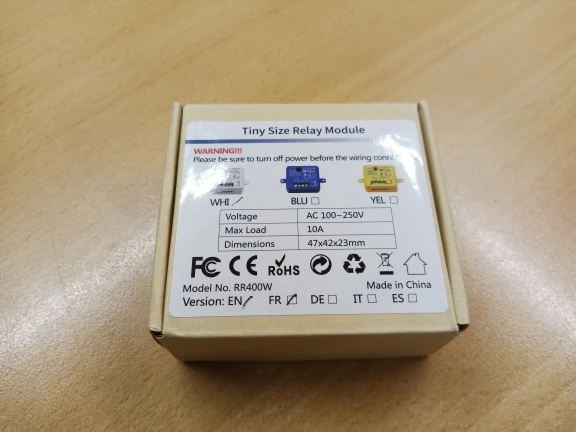 Tiny Size Relay Module
WARNING!!!
Please be sure to turn off power before the wiring
WHI BLU YEL
Voltage AC 100~250V
Max Load 10A
Dimensions 47x42x23mm
FC CE RoHS
Model No. RR400W Made in China
Version: EN FR DE IT ES